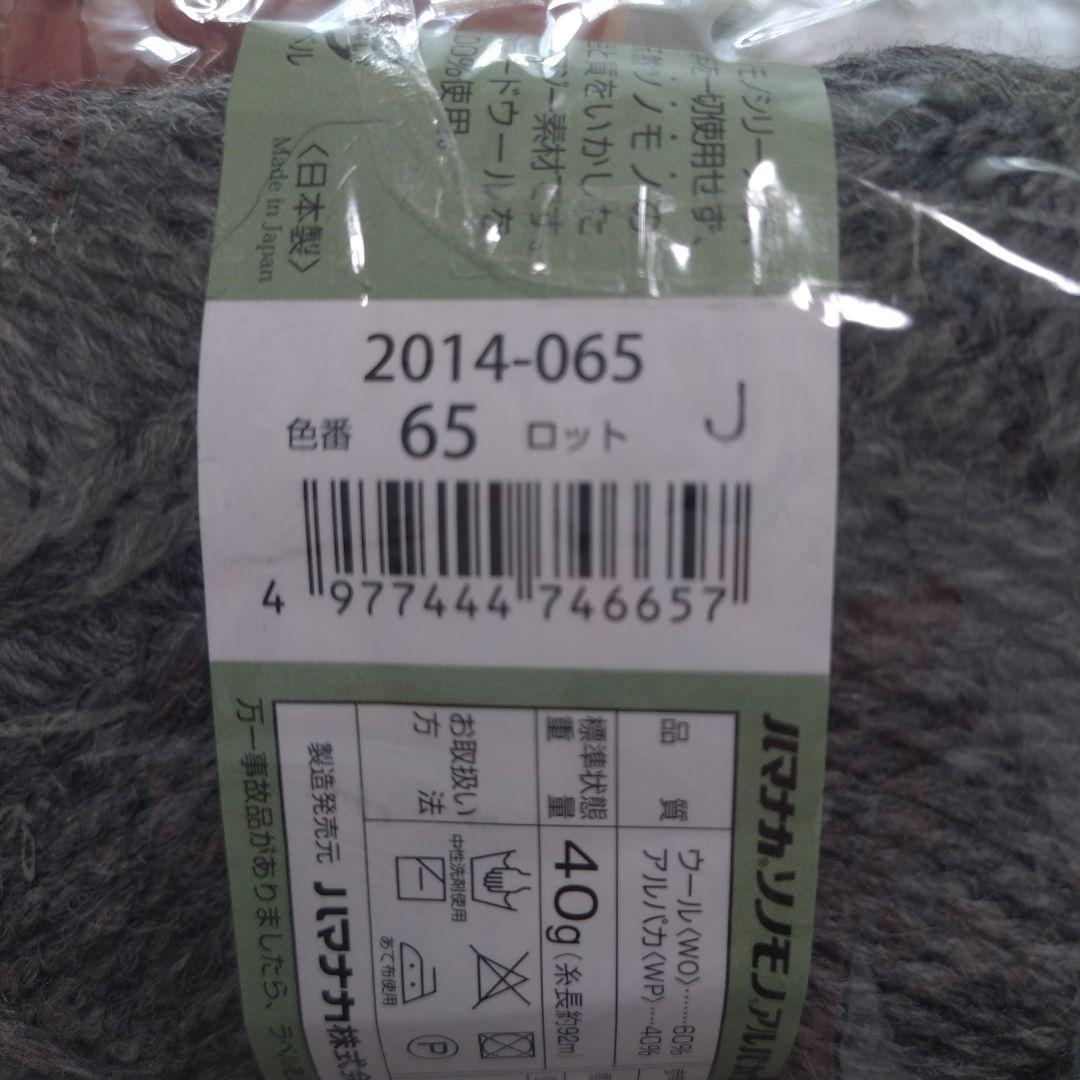 モノシリーズ
一切使用せず、
ソノモノの
をいかした
素材です。
ードウールを
00%使用。
〈日本製〉
Made in Japan
2014-065
色番 65 ロット
4 977444 746657
ハマナカ®ソノモノアルパカ
品質
ウール〈WO〉……60%
アルパカ〈WP〉…40%
標準状態重量
40g(糸長約92m)
お取扱い方法
中性洗剤使用
あて布使用
P
製造発売元 ハマナカ株式会
万一事故品がありましたら、ラベルを